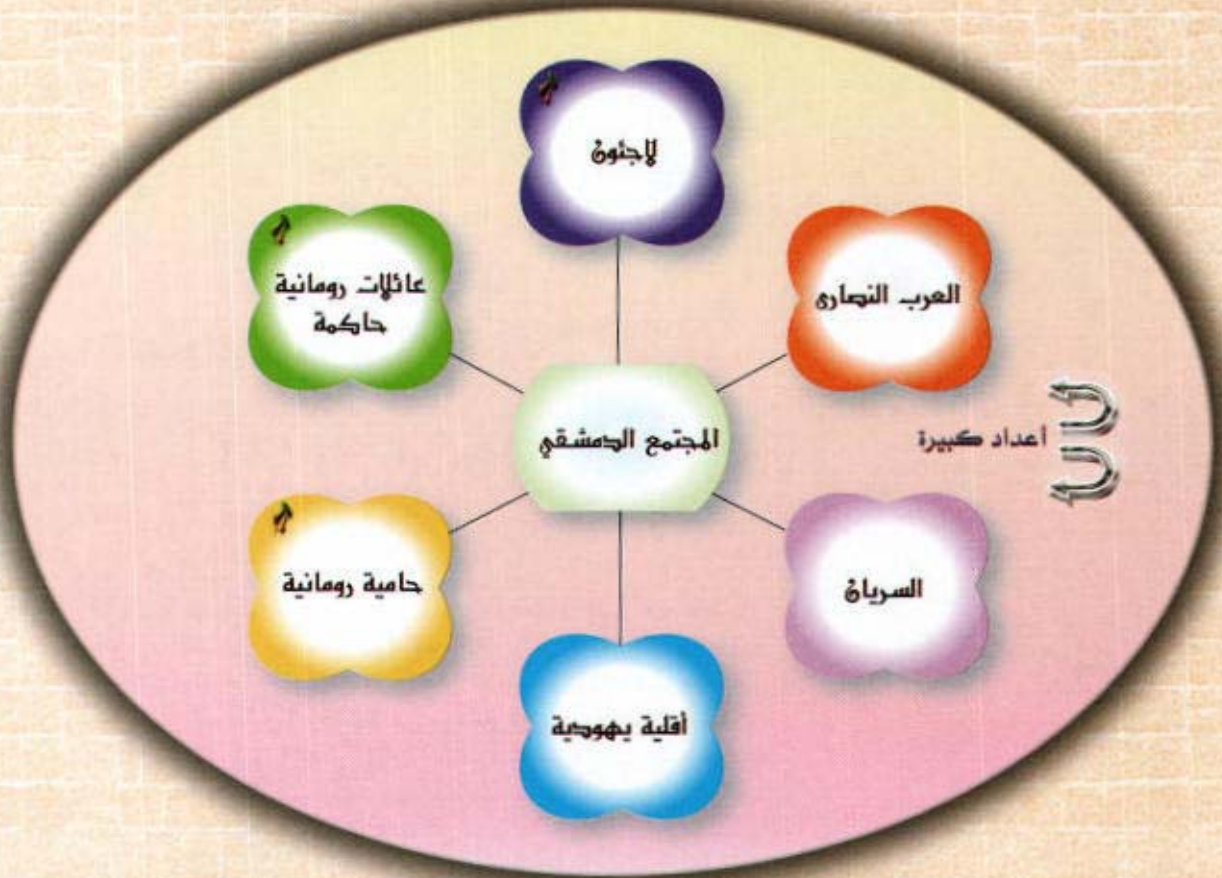 لاجئون
العرب النصارى
عائلات رومانية
حاكمة
المجتمع الدمشقي
أعداد كبيرة
السريان
حامية رومانية
أقلية يهودية